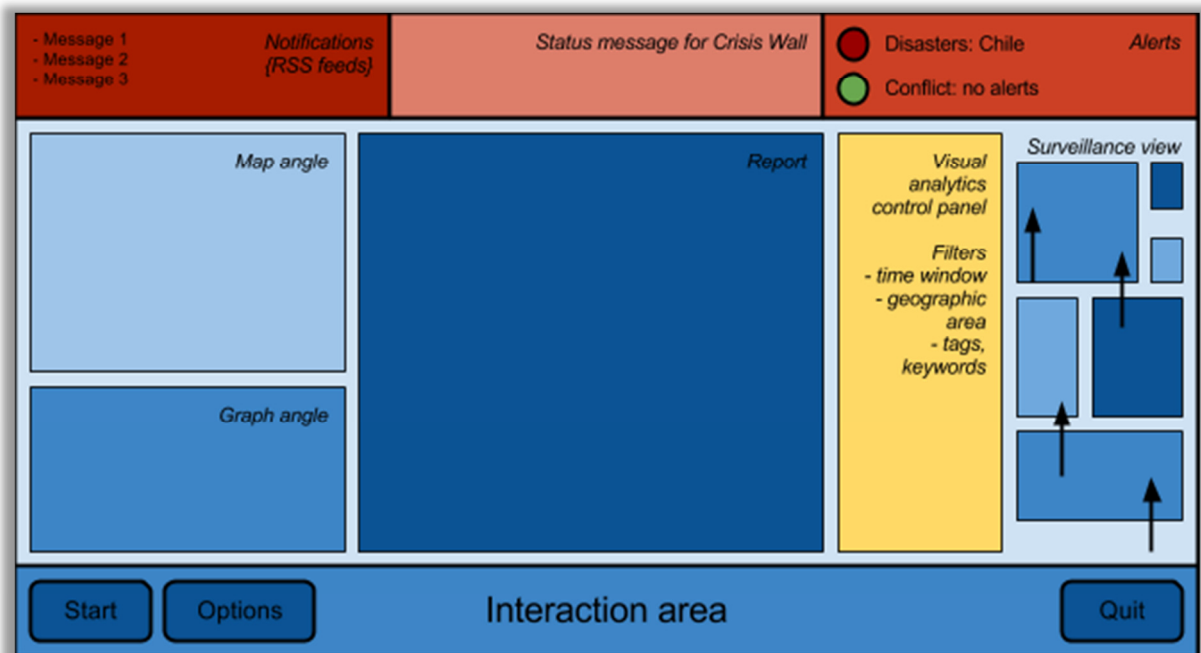 - Message 1
- Message 2
- Message 3
Notifications
{RSS feeds}
Status message for Crisis Wall
Disasters: Chile
Conflict: no alerts
Alerts
Map angle
Graph angle
Report
Visual
analytics
control panel
Filters
- time window
- geographic
area
- tags,
keywords
Surveillance view
Start
Options
Interaction area
Quit